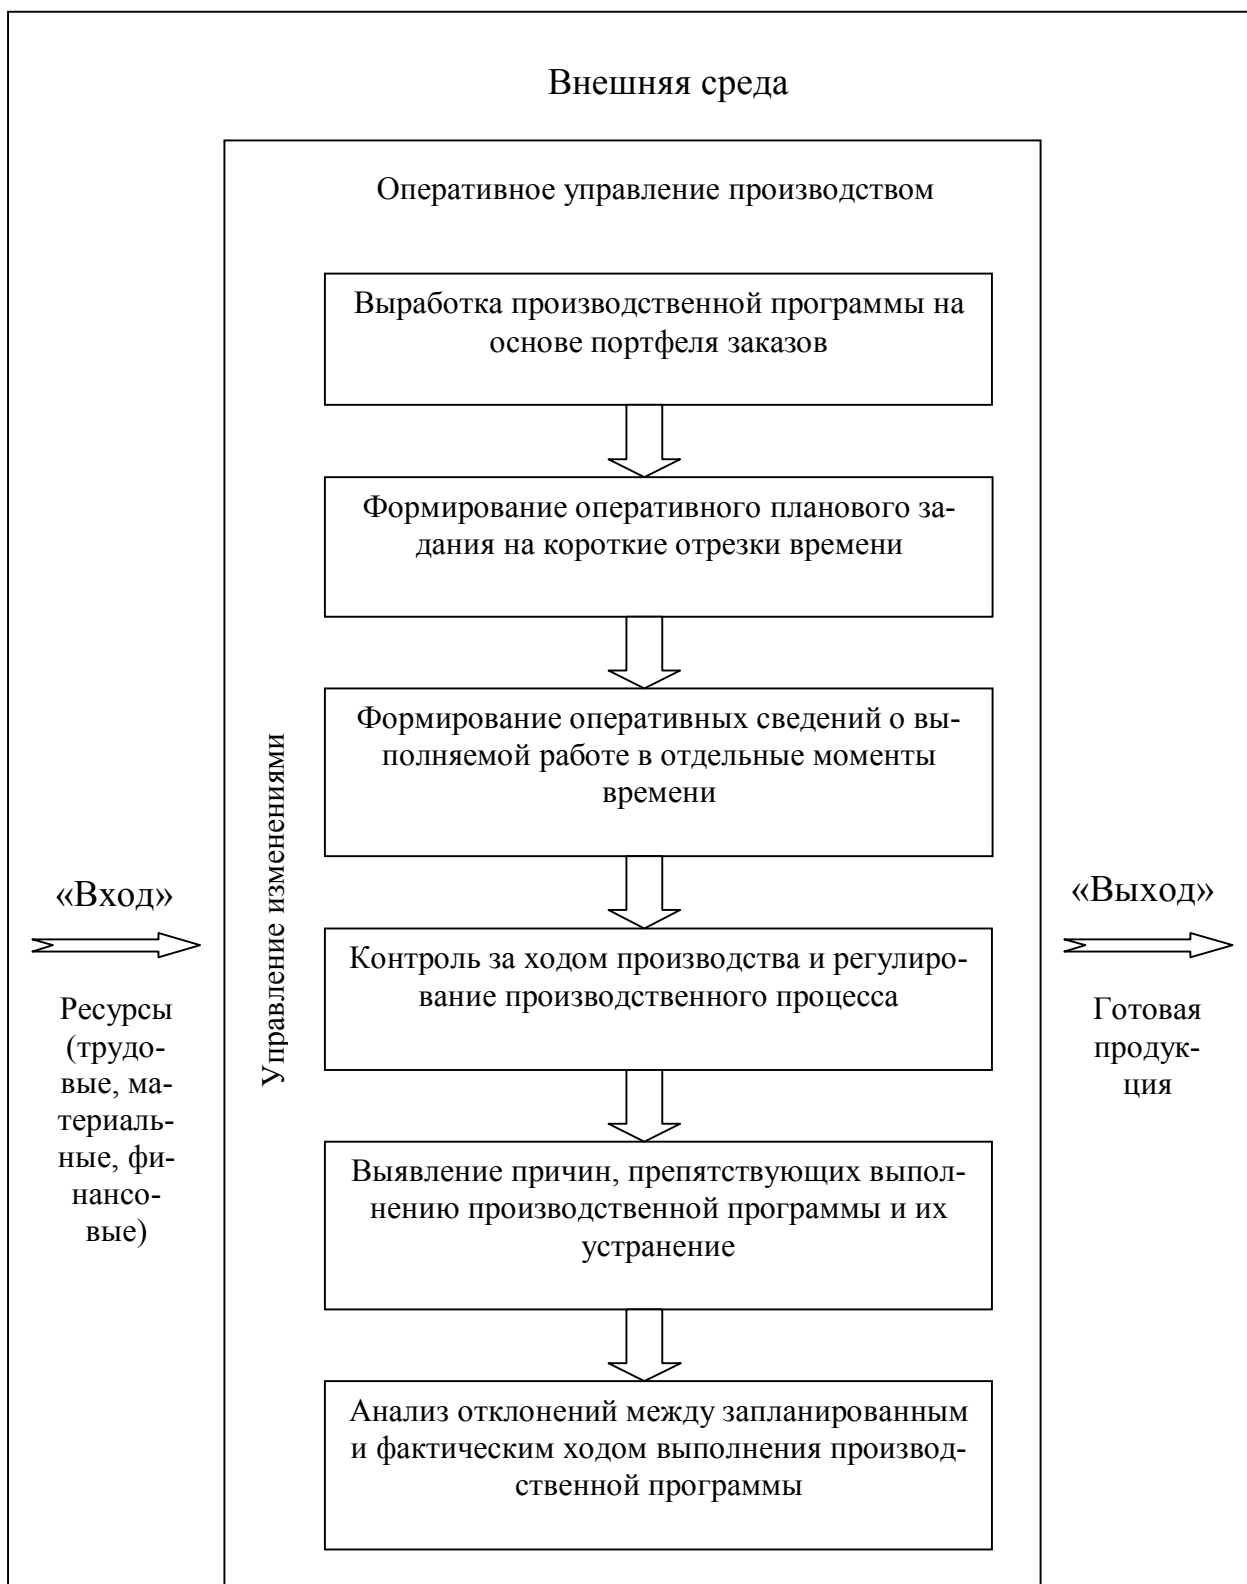 Внешняя среда
Оперативное управление производством
Выработка производственной программы на
основе портфеля заказов
Формирование оперативного планового за-
дания на короткие отрезки времени
Формирование оперативных сведений о вы-
полняемой работе в отдельные моменты
времени
Управление изменениями
«Вход»
Ресурсы
(трудо-
вые, ма-
териаль-
ные, фи-
нансо-
вые)
Контроль за ходом производства и регулиро-
вание производственного процесса
Выявление причин, препятствующих выпол-
нению производственной программы и их
устранение
Анализ отклонений между запланированным
и фактическим ходом выполнения производ-
ственной программы
«Выход»
Готовая
продук-
ция